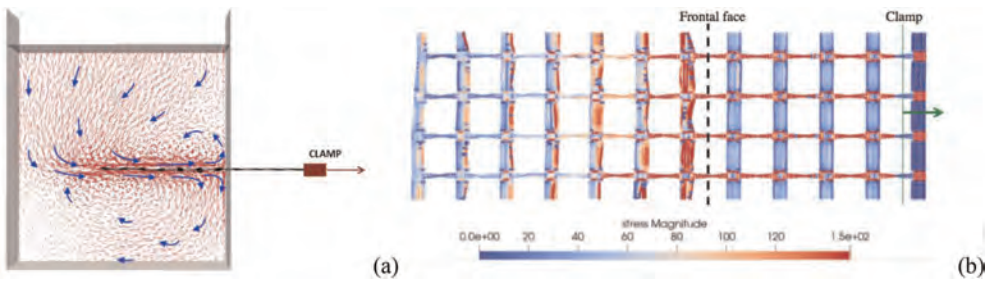 CLAMP
(a)
Frontal face
Clamp
stress Magnitude
0.0e+00 20 40 60 80 100 120 1.5e+02
(b)